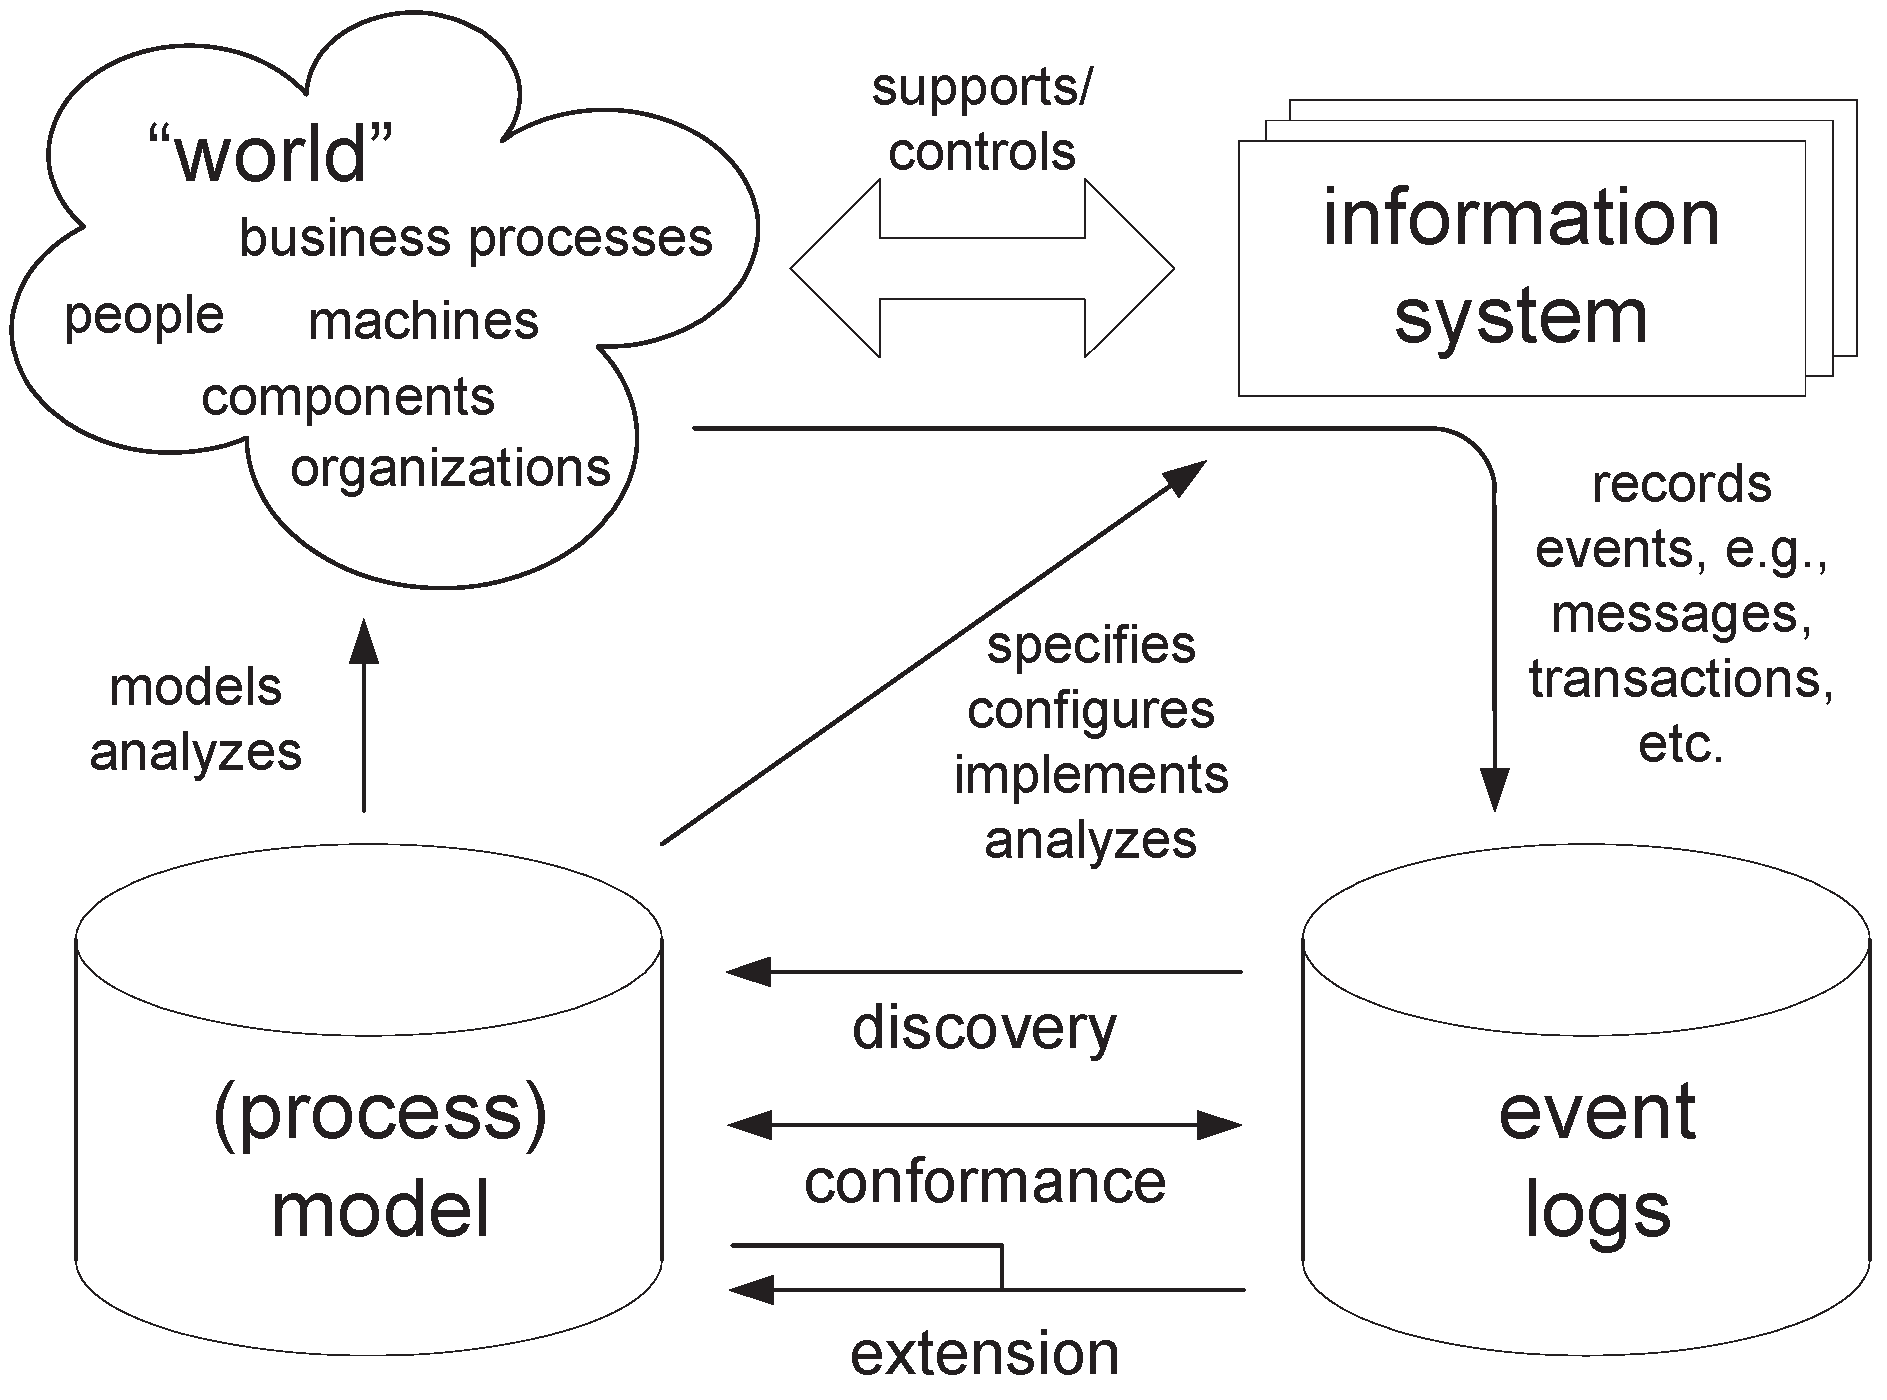 “world”
business processes
people
machines
components
organizations
supports/
controls
information
system
records
events, e.g.,
messages,
transactions,
etc.
models
analyzes
specifies
configures
implements
analyzes
(process)
model
discovery
conformance
extension
event
logs